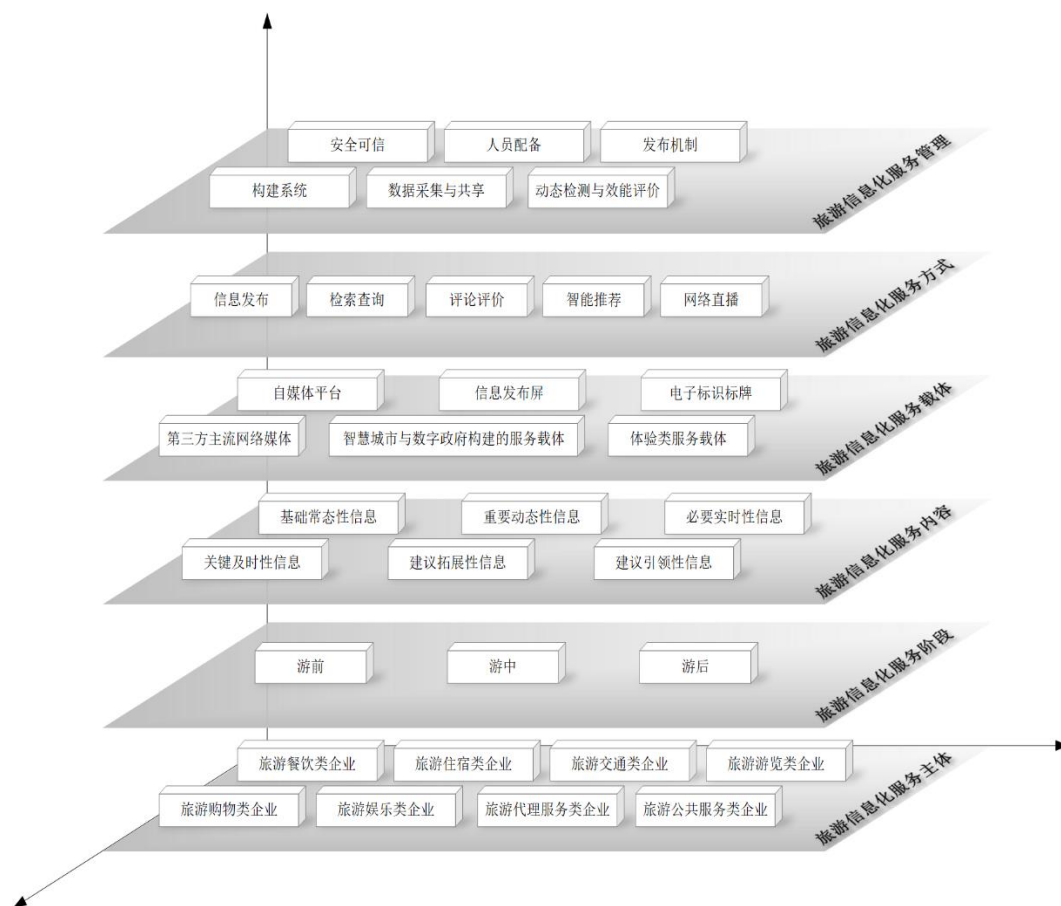 安全可信 人员配备 发布机制
构建系统 数据采集与共享 动态检测与效能评价
旅游信息化服务管理
信息发布 检索查询 评论评价 智能推荐 网络直播
旅游信息化服务方式
自媒体平台 信息发布屏 电子标识标牌
第三方主流网络媒体 智慧城市与数字政府构建的服务载体 体验类服务载体
旅游信息化服务载体
基础常态性信息 重要动态性信息 必要实时性信息
关键及时性信息 建议拓展性信息 建议引领性信息
旅游信息化服务内容
游前 游中 游后
旅游信息化服务阶段
旅游餐饮类企业 旅游住宿类企业 旅游交通类企业 旅游游览类企业
旅游购物类企业 旅游娱乐类企业 旅游代理服务类企业 旅游公共服务类企业
旅游信息化服务主体